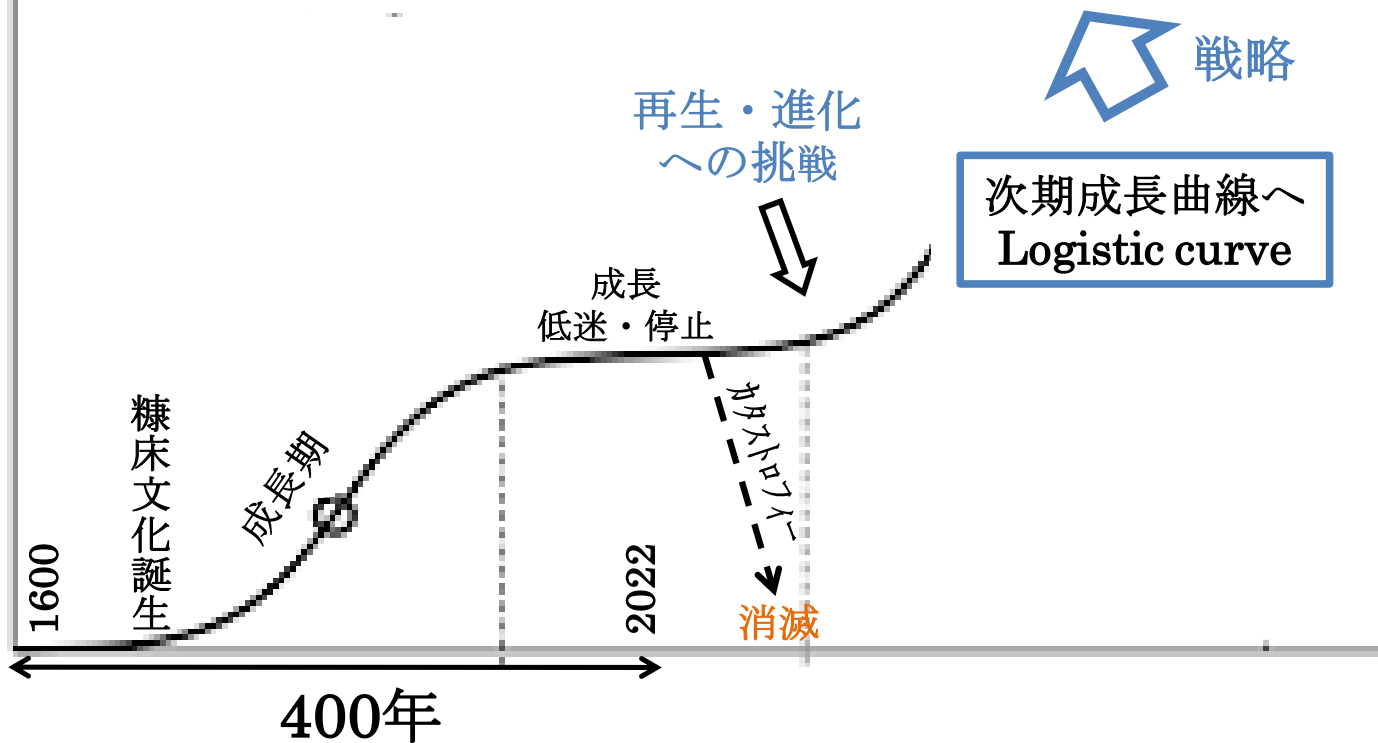 戦略
再生・進化
への挑戦
次期成長曲線へ
Logistic curve
成長
低迷・停止
カタストロフィー
糠床文化誕生
成長期
1600
2022
消滅
400年